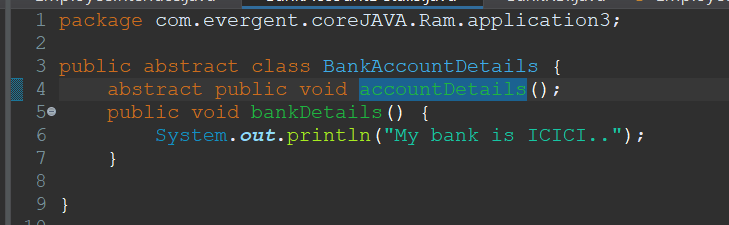 1 package com.evergent.coreJAVA.Ram.application3;
2
3 public abstract class BankAccountDetails {
4     abstract public void accountDetails();
5     public void bankDetails() {
6         System.out.println("My bank is ICICI..");
7     }
8
9 }